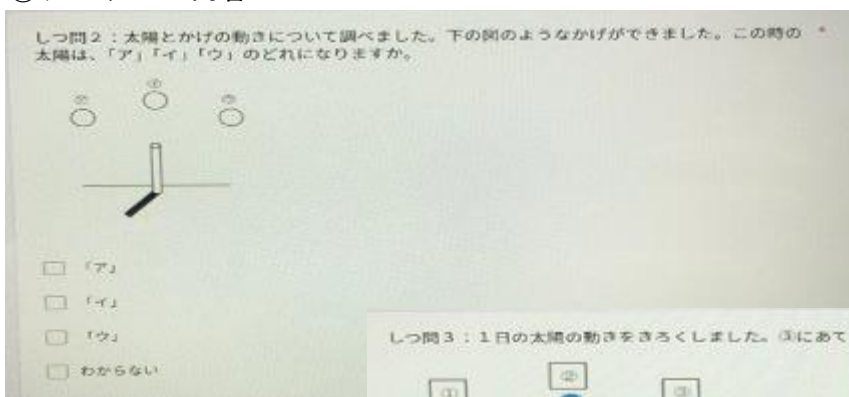 しつ問2：太陽とかげの動きについて調べました。下の図のようなかげができました。この時の *
太陽は、「ア」「イ」「ウ」のどれになりますか。
「ア」
「イ」
「ウ」
わからない
しつ問3：1日の太陽の動きをきろくしました。③にあて
① ② ③